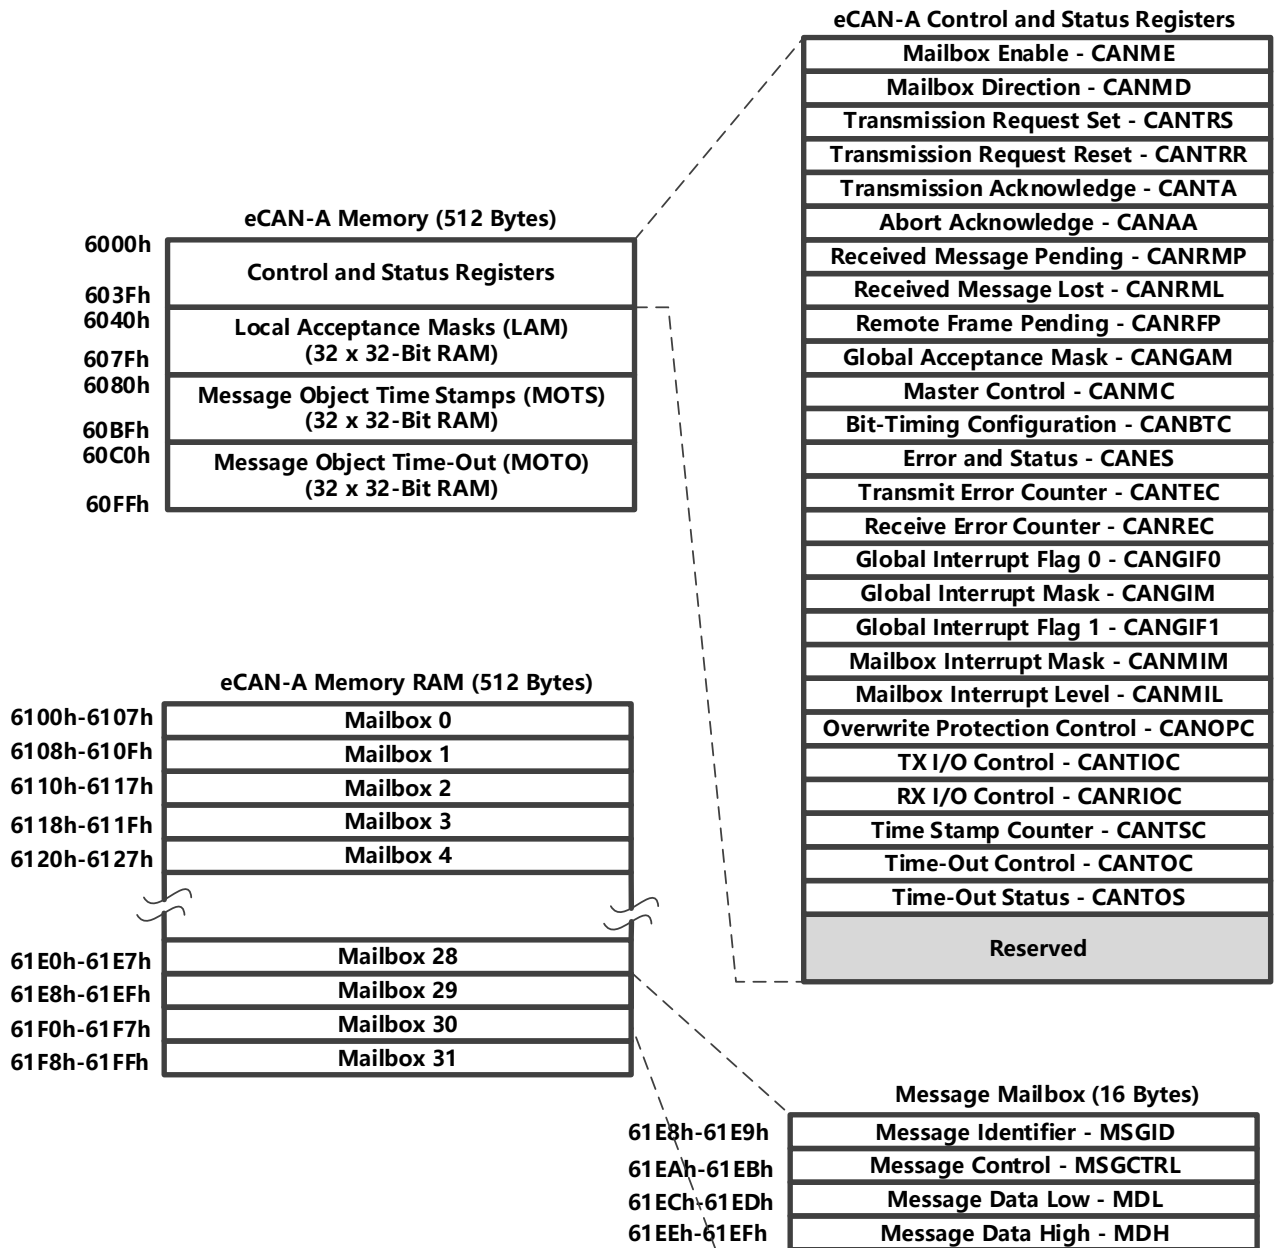 eCAN-A Control and Status Registers
Mailbox Enable - CANME
Mailbox Direction - CANMD
Transmission Request Set - CANTRS
Transmission Request Reset - CANTRR
Transmission Acknowledge - CANTA
Abort Acknowledge - CANAA
Received Message Pending - CANRMP
Received Message Lost - CANRML
Remote Frame Pending - CANRFP
Global Acceptance Mask - CANGAM
Master Control - CANMC
Bit-Timing Configuration - CANBTC
Error and Status - CANES
Transmit Error Counter - CANTEC
Receive Error Counter - CANREC
Global Interrupt Flag 0 - CANGIF0
Global Interrupt Mask - CANGIM
Global Interrupt Flag 1 - CANGIF1
Mailbox Interrupt Mask - CANMIM
Mailbox Interrupt Level - CANMIL
Overwrite Protection Control - CANOPC
TX I/O Control - CANTIOC
RX I/O Control - CANRIOC
Time Stamp Counter - CANTSC
Time-Out Control - CANTOC
Time-Out Status - CANTOS
Reserved
eCAN-A Memory (512 Bytes)
6000h
Control and Status Registers
603Fh
6040h
Local Acceptance Masks (LAM)
(32 x 32-Bit RAM)
607Fh
6080h
Message Object Time Stamps (MOTS)
(32 x 32-Bit RAM)
60BFh
60C0h
Message Object Time-Out (MOTO)
(32 x 32-Bit RAM)
60FFh
eCAN-A Memory RAM (512 Bytes)
6100h-6107h Mailbox 0
6108h-610Fh Mailbox 1
6110h-6117h Mailbox 2
6118h-611Fh Mailbox 3
6120h-6127h Mailbox 4
61E0h-61E7h Mailbox 28
61E8h-61EFh Mailbox 29
61F0h-61F7h Mailbox 30
61F8h-61FFh Mailbox 31
Message Mailbox (16 Bytes)
61E8h-61E9h Message Identifier - MSGID
61EAh-61EBh Message Control - MSGCTRL
61ECh-61EDh Message Data Low - MDL
61EEh-61EFh Message Data High - MDH